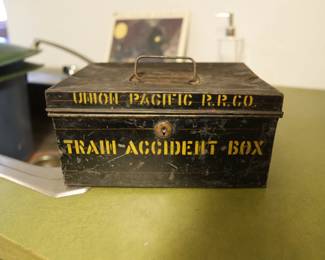 UNION PACIFIC R.R.CO.
TRAIN-ACCIDENT BOX